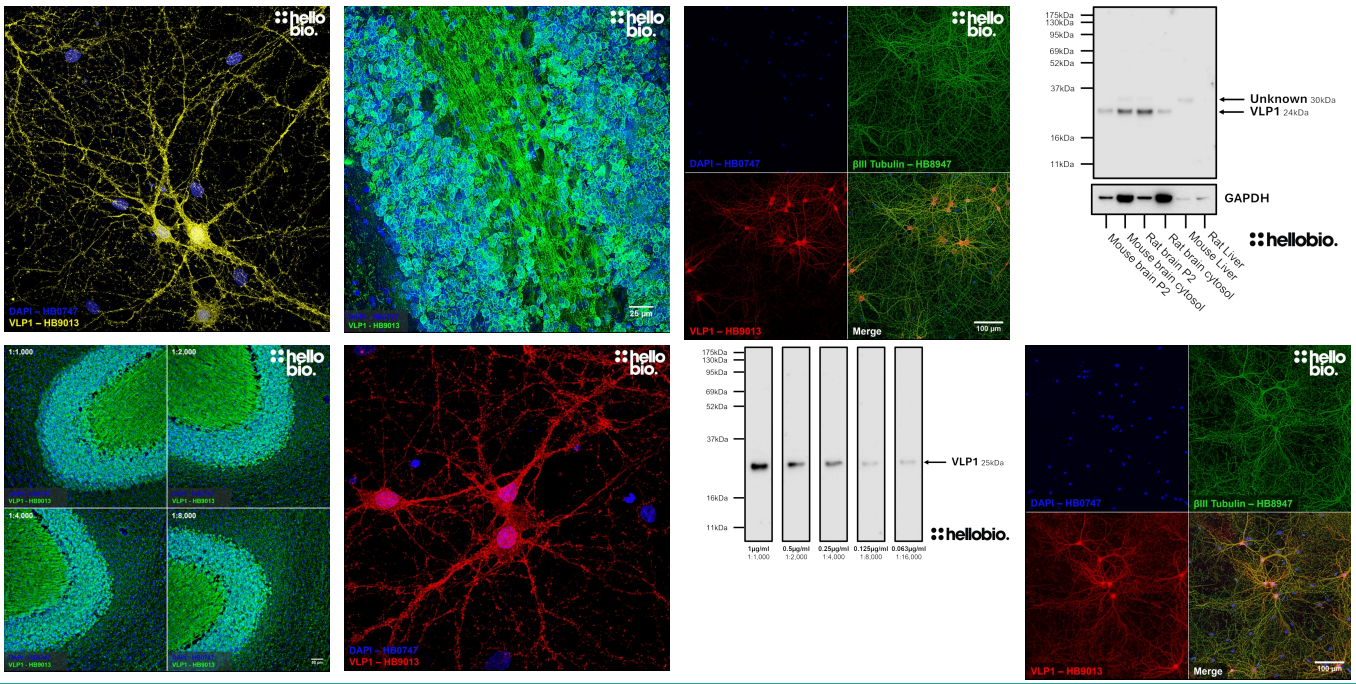 hello
bio.
DAPI – HB0747
VLP1 – HB9013
hello
bio.
25 µm
VLP1 - HB9013
hello
bio.
DAPI – HB0747
βIII Tubulin – HB8947
VLP1 – HB9013
Merge
100 µm
175kDa
130kDa
95kDa
69kDa
52kDa
37kDa
16kDa
11kDa
Unknown 30kDa
VLP1 24kDa
GAPDH
Mouse brain P2
Mouse brain cytosol
Rat brain P2
Rat brain cytosol
Mouse Liver
Rat Liver
hellobio.
1:1,000
1:2,000
hello
bio.
VLP1 - HB9013
VLP1 - HB9013
1:4,000
1:8,000
VLP1 - HB9013
VLP1 - HB9013
hello
bio.
DAPI – HB0747
VLP1 – HB9013
175kDa
130kDa
95kDa
69kDa
52kDa
37kDa
16kDa
11kDa
VLP1 25kDa
hellobio.
1µg/ml 0.5µg/ml 0.25µg/ml 0.125µg/ml 0.063µg/ml
1:1,000 1:2,000 1:4,000 1:8,000 1:16,000
hello
bio.
DAPI – HB0747
βIII Tubulin – HB8947
VLP1 – HB9013
Merge
100 µm